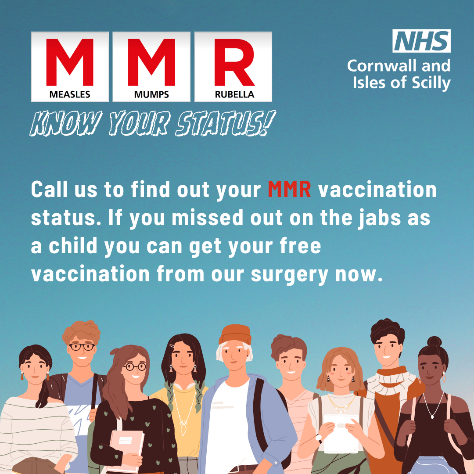 M M R
MEASLES MUMPS RUBELLA
KNOW YOUR STATUS!
NHS
Cornwall and
Isles of Scilly
Call us to find out your MMR vaccination
status. If you missed out on the jabs as
a child you can get your free
vaccination from our surgery now.